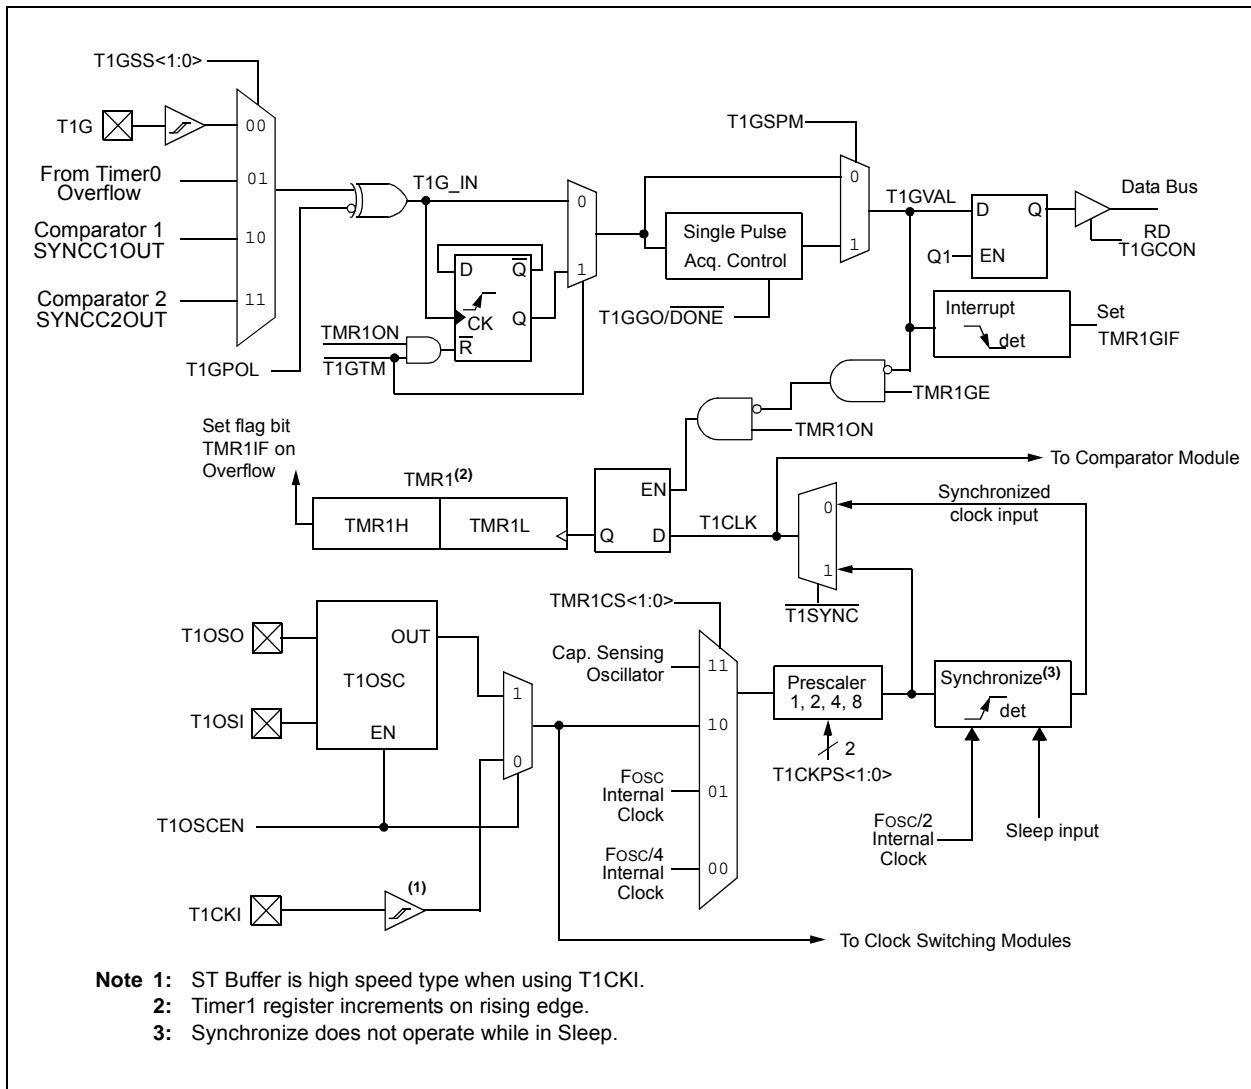 T1GSS<1:0>
T1G
00
From Timer0
Overflow
01
Comparator 1
SYNCC1OUT
10
Comparator 2
SYNCC2OUT
11
T1GPOL
T1G_IN
0
1
D
Q
CK
Q
R
TMR1ON
T1GTM
T1GSPM
0
1
Single Pulse
Acq. Control
T1GGO/DONE
T1GVAL
D
Q
Q1
EN
Data Bus
RD
T1GCON
Interrupt
det
Set
TMR1GIF
TMR1GE
TMR1ON
Set flag bit
TMR1IF on
Overflow
TMR1(2)
TMR1H
TMR1L
EN
Q
D
T1CLK
To Comparator Module
Synchronized
clock input
0
1
T1SYNC
T1OSO
T1OSI
OUT
T1OSC
EN
1
0
T1OSCEN
T1CKI
(1)
TMR1CS<1:0>
Cap. Sensing
Oscillator
11
10
FOSC
Internal
Clock
01
FOSC/4
Internal
Clock
00
Prescaler
1, 2, 4, 8
2
T1CKPS<1:0>
Synchronize(3)
det
FOSC/2
Internal
Clock
Sleep input
To Clock Switching Modules
Note 1: ST Buffer is high speed type when using T1CKI.
2: Timer1 register increments on rising edge.
3: Synchronize does not operate while in Sleep.